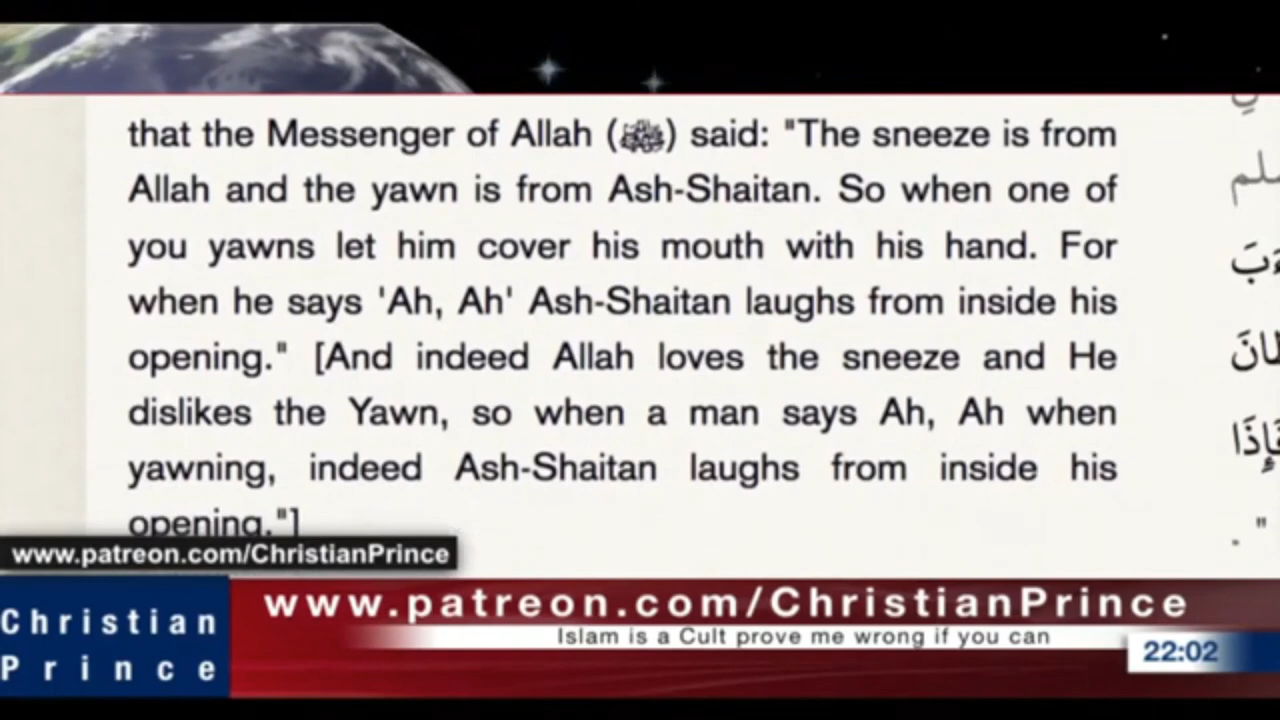 that the Messenger of Allah (ﷺ) said: "The sneeze is from
Allah and the yawn is from Ash-Shaitan. So when one of
you yawns let him cover his mouth with his hand. For
when he says 'Ah, Ah' Ash-Shaitan laughs from inside his
opening." [And indeed Allah loves the sneeze and He
dislikes the Yawn, so when a man says Ah, Ah when
yawning, indeed Ash-Shaitan laughs from inside his
opening."]
www.patreon.com/ChristianPrince
Christian
Prince
www.patreon.com/ChristianPrince
Islam is a Cult prove me wrong if you can
22:02